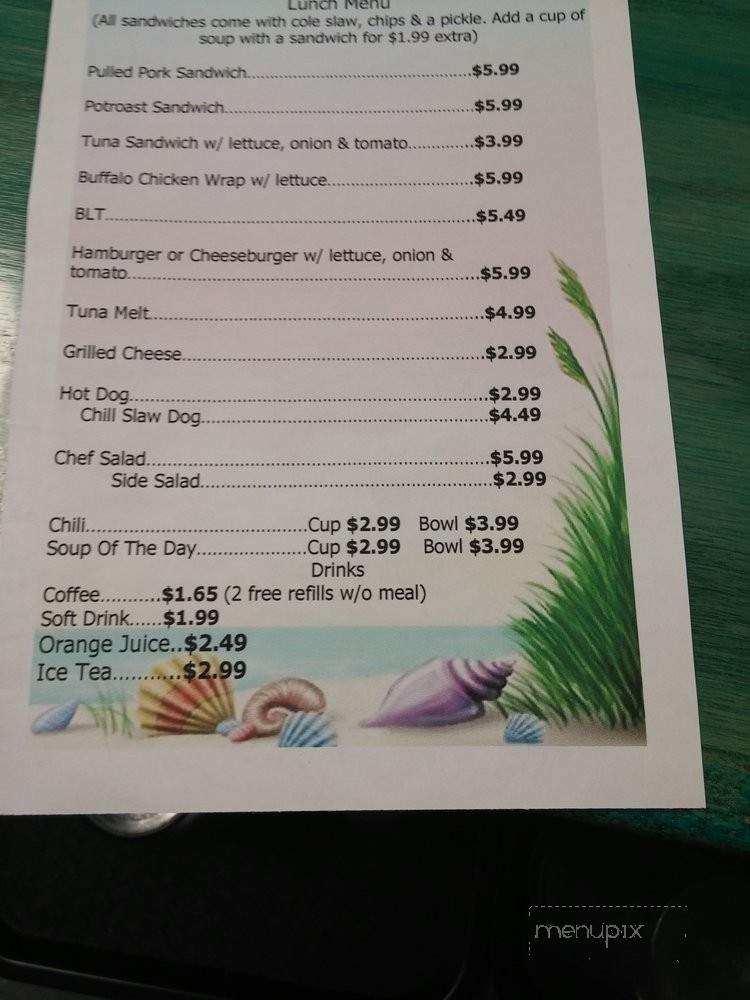 Lunch Menu
(All sandwiches come with cole slaw, chips & a pickle. Add a cup of
soup with a sandwich for $1.99 extra)
Pulled Pork Sandwich.......................................................$5.99
Potroast Sandwich............................................................$5.99
Tuna Sandwich w/ lettuce, onion & tomato.............$3.99
Buffalo Chicken Wrap w/ lettuce...................................$5.99
BLT....................................................................................$5.49
Hamburger or Cheeseburger w/ lettuce, onion &
tomato..............................................................................$5.99
Tuna Melt..........................................................................$4.99
Grilled Cheese..................................................................$2.99
Hot Dog............................................................................$2.99
Chill Slaw Dog..........................................................$4.49
Chef Salad........................................................................$5.99
Side Salad.............................................................$2.99
Chili....................................Cup $2.99 Bowl $3.99
Soup Of The Day..................Cup $2.99 Bowl $3.99
Drinks
Coffee..........$1.65 (2 free refills w/o meal)
Soft Drink......$1.99
Orange Juice..$2.49
Ice Tea...........$2.99
menupix